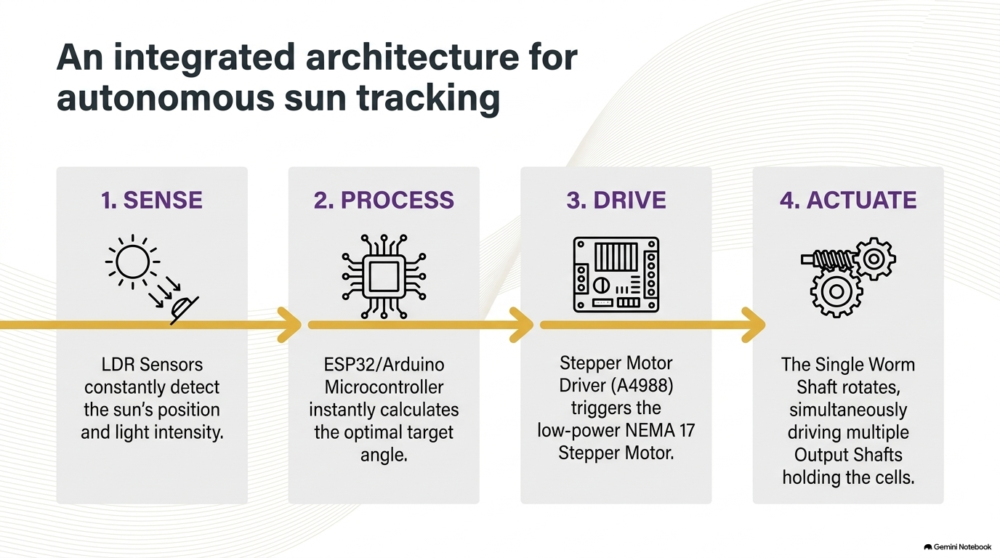 An integrated architecture for
autonomous sun tracking
1. SENSE
LDR Sensors
constantly detect
the sun's position
and light intensity.
2. PROCESS
ESP32/Arduino
Microcontroller
instantly calculates
the optimal target
angle.
3. DRIVE
Stepper Motor
Driver (A4988)
triggers the
low-power NEMA 17
Stepper Motor.
4. ACTUATE
The Single Worm
Shaft rotates,
simultaneously
driving multiple
Output Shafts
holding the cells.
Gemini Notebook